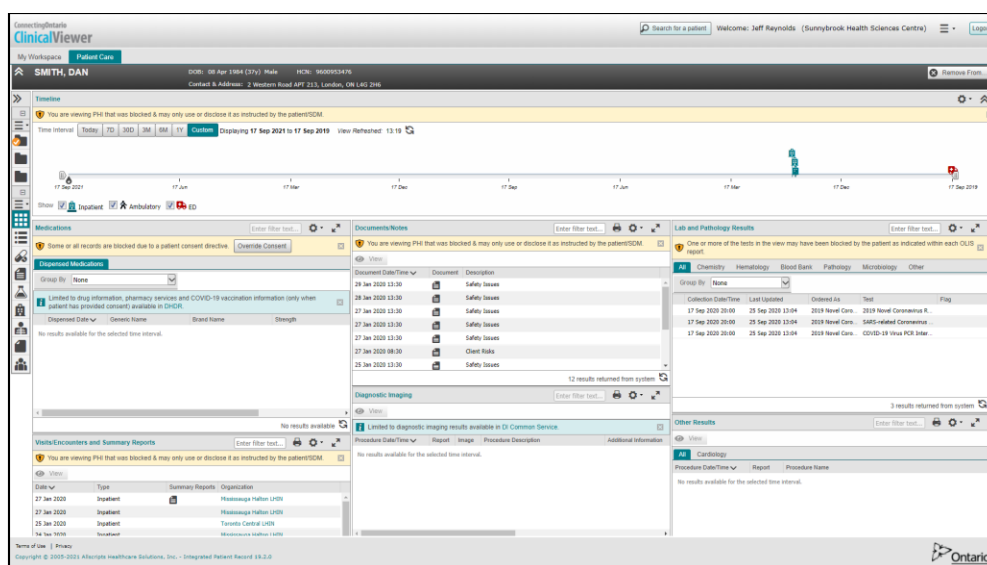 ConnectingOntario
ClinicalViewer
Search for a patient
Welcome: Jeff Reynolds (Sunnybrook Health Sciences Centre)
My Workspace
Patient Care
SMITH, DAN
DOB: 08 Apr 1984 (37y) Male HCN: 9600953476
Contact & Address: 2 Western Road APT 213, London, ON L4G 2H6
Remove From...
Timeline
You are viewing PHI that was blocked & may only use or disclose it as instructed by the patient/SDM.
Time Interval Today 7D 30D 3M 6M 1Y Custom Displaying 17 Sep 2021 to 17 Sep 2019 View Refreshed: 13:19
17 Sep 2021 17 Jun 17 Mar 17 Dec 17 Sep 17 Jun 17 Mar 17 Dec 17 Sep 2019
Show Inpatient Ambulatory ED
Medications
Enter filter text...
Some or all records are blocked due to a patient consent directive.
Override Consent
Dispensed Medications
Group By None
Limited to drug information, pharmacy services and COVID-19 vaccination information (only when
patient has provided consent) available in DHDR.
Dispensed Date Generic Name Brand Name Strength
No results available for the selected time interval.
No results available
Visits/Encounters and Summary Reports
Enter filter text...
You are viewing PHI that was blocked & may only use or disclose it as instructed by the patient/SDM.
View
Date Type Summary Reports Organization
27 Jan 2020 Inpatient Mississauga Halton LHIN
27 Jan 2020 Inpatient Mississauga Halton LHIN
25 Jan 2020 Inpatient Toronto Central LHIN
24 Jan 2020 Inpatient Mississauga Halton LHIN
Documents/Notes
Enter filter text...
You are viewing PHI that was blocked & may only use or disclose it as instructed by the patient/SDM.
View
Document Date/Time Document Description
29 Jan 2020 13:30 Safety Issues
28 Jan 2020 13:30 Safety Issues
27 Jan 2020 13:30 Safety Issues
27 Jan 2020 13:30 Safety Issues
27 Jan 2020 13:30 Safety Issues
27 Jan 2020 08:30 Client Risks
25 Jan 2020 13:30 Safety Issues
12 results returned from system
Diagnostic Imaging
Enter filter text...
View
Limited to diagnostic imaging results available in DI Common Service.
Procedure Date/Time Report Image Procedure Description Additional Information
No results available for the selected time interval.
Lab and Pathology Results
Enter filter text...
One or more of the tests in the view may have been blocked by the patient as indicated within each OLIS
report
All Chemistry Hematology Blood Bank Pathology Microbiology Other
Group By None
Collection Date/Time Last Updated Ordered As Test Flag
17 Sep 2020 20:00 25 Sep 2020 13:04 2019 Novel Coro... 2019 Novel Coronavirus R...
17 Sep 2020 20:00 25 Sep 2020 13:04 2019 Novel Coro... SARS-related Coronavirus ...
17 Sep 2020 20:00 25 Sep 2020 13:04 2019 Novel Coro... COVID-19 Virus PCR Inter...
3 results returned from system
Other Results
Enter filter text...
View
All Cardiology
Procedure Date/Time Report Procedure Name
No results available for the selected time interval.
Terms of Use | Privacy
Copyright © 2005-2021 Allscripts Healthcare Solutions, Inc. - Integrated Patient Record 19.2.0
Ontario